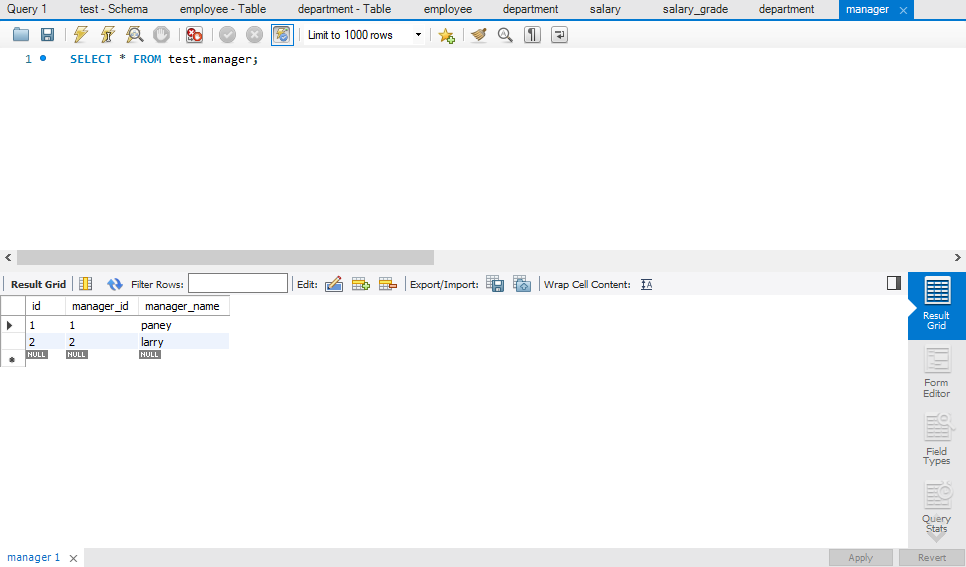 Query 1 test - Schema employee - Table department - Table employee department salary salary_grade department manager
Limit to 1000 rows
1 SELECT * FROM test.manager;
Result Grid Filter Rows: Edit: Export/Import: Wrap Cell Content: IA
id manager_id manager_name
1 1 paney
2 2 larry
NULL NULL NULL
Result
Grid
Form
Editor
Field
Types
Query
Stats
manager 1 Apply Revert